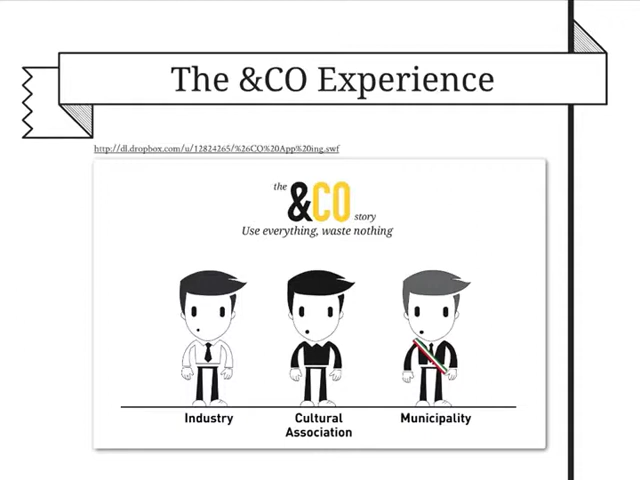 The &CO Experience
http://dl.dropbox.com/u/12824265/%26CO%20App%20ing.swf
the &CO story
Use everything, waste nothing
Industry
Cultural Association
Municipality